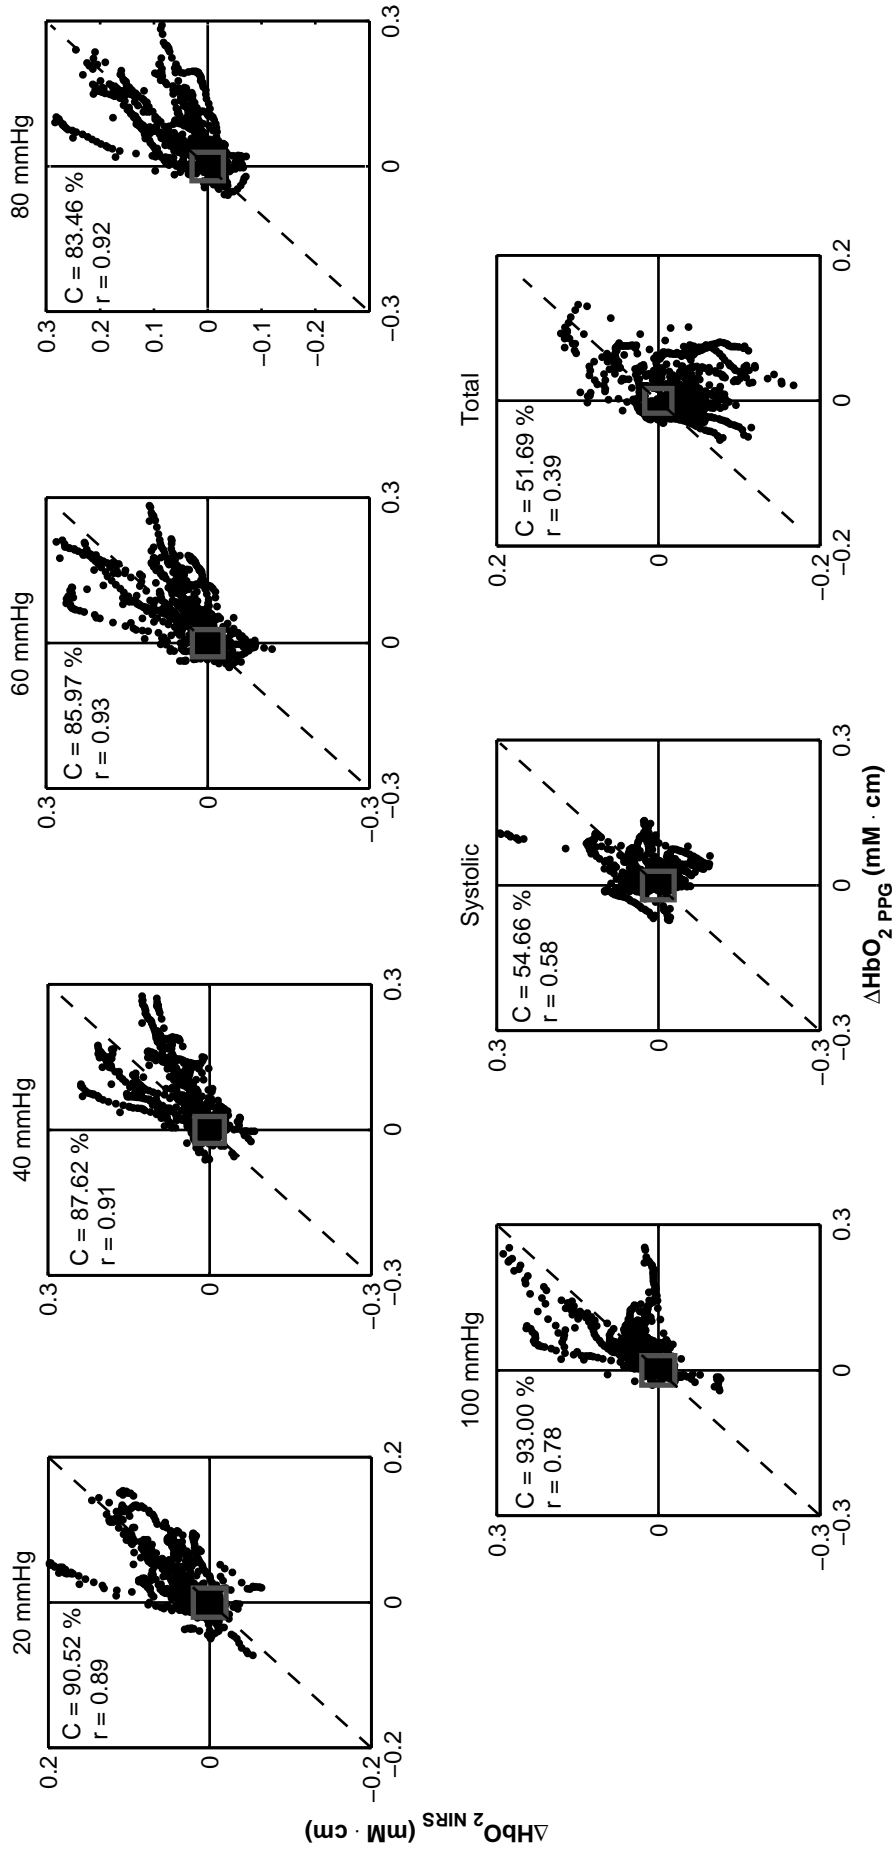 20 mmHg
C = 90.52 %
r = 0.89
0.2
0
−0.2
−0.2
0
0.2
40 mmHg
C = 87.62 %
r = 0.91
0.3
0
−0.3
−0.3
0
0.3
60 mmHg
C = 85.97 %
r = 0.93
0.3
0
−0.3
−0.3
0
0.3
80 mmHg
C = 83.46 %
r = 0.92
0.3
0.2
0.1
0
−0.1
−0.2
−0.3
0
0.3
100 mmHg
C = 93.00 %
r = 0.78
0.3
0
−0.3
−0.3
0
0.3
Systolic
C = 54.66 %
r = 0.58
0.3
0
−0.3
−0.3
0
0.3
Total
C = 51.69 %
r = 0.39
0.2
0
−0.2
−0.2
0
0.2
ΔHbO2 NIRS (mM · cm)
ΔHbO2 PPG (mM · cm)